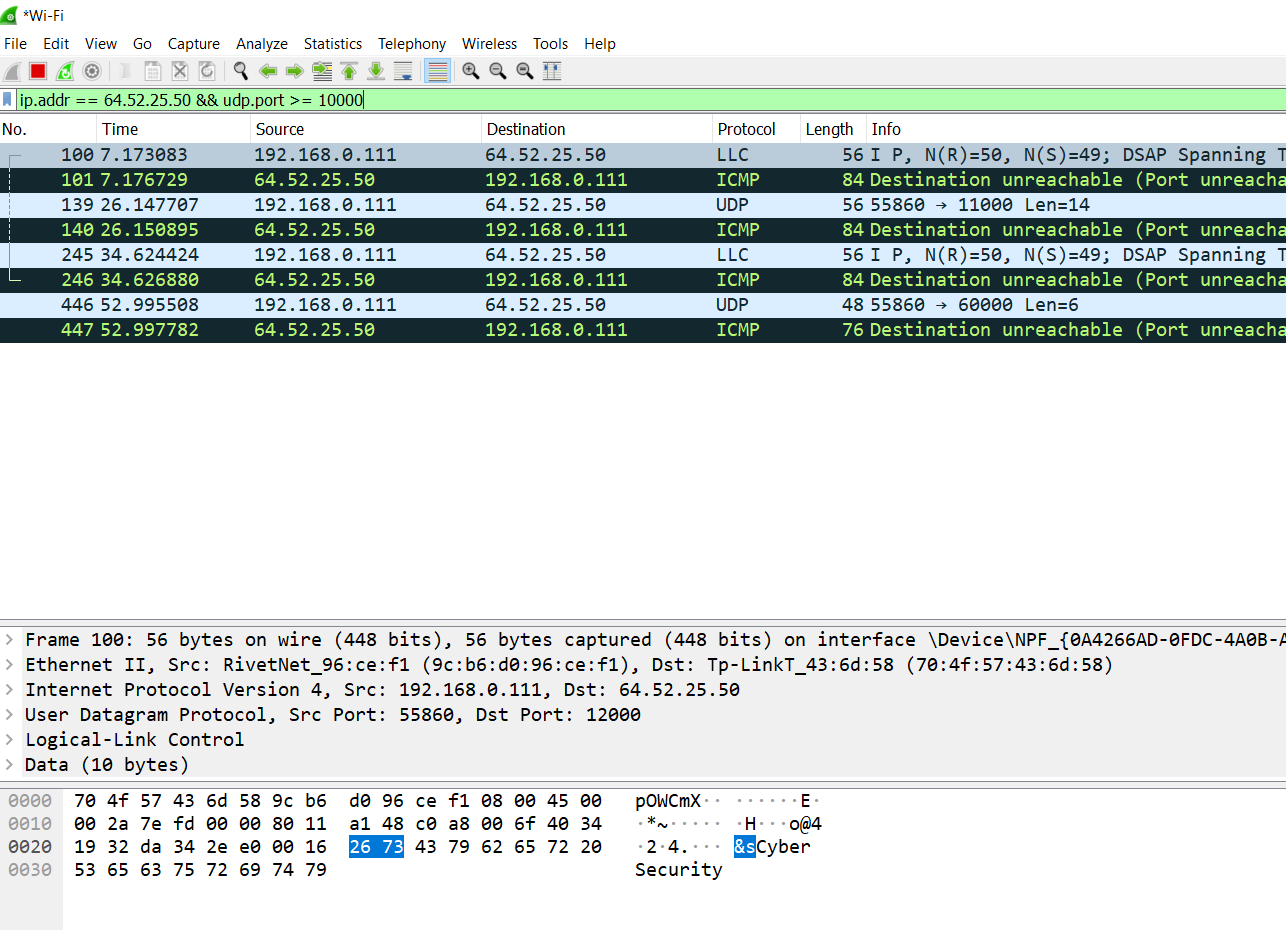 *Wi-Fi
File Edit View Go Capture Analyze Statistics Telephony Wireless Tools Help
ip.addr == 64.52.25.50 && udp.port >= 10000
No. Time Source Destination Protocol Length Info
100 7.173083 192.168.0.111 64.52.25.50 LLC 56 I P, N(R)=50, N(S)=49; DSAP Spanning T
101 7.176729 64.52.25.50 192.168.0.111 ICMP 84 Destination unreachable (Port unreacha
139 26.147707 192.168.0.111 64.52.25.50 UDP 56 55860 → 11000 Len=14
140 26.150895 64.52.25.50 192.168.0.111 ICMP 84 Destination unreachable (Port unreacha
245 34.624424 192.168.0.111 64.52.25.50 LLC 56 I P, N(R)=50, N(S)=49; DSAP Spanning T
246 34.626880 64.52.25.50 192.168.0.111 ICMP 84 Destination unreachable (Port unreacha
446 52.995508 192.168.0.111 64.52.25.50 UDP 48 55860 → 60000 Len=6
447 52.997782 64.52.25.50 192.168.0.111 ICMP 76 Destination unreachable (Port unreacha
Frame 100: 56 bytes on wire (448 bits), 56 bytes captured (448 bits) on interface \Device\NPF_{0A4266AD-0FDC-4A0B-A
Ethernet II, Src: RivetNet_96:ce:f1 (9c:b6:d0:96:ce:f1), Dst: Tp-LinkT_43:6d:58 (70:4f:57:43:6d:58)
Internet Protocol Version 4, Src: 192.168.0.111, Dst: 64.52.25.50
User Datagram Protocol, Src Port: 55860, Dst Port: 12000
Logical-Link Control
Data (10 bytes)
0000 70 4f 57 43 6d 58 9c b6 d0 96 ce f1 08 00 45 00 pOWCmX·· ······E·
0010 00 2a 7e fd 00 00 80 11 a1 48 c0 a8 00 6f 40 34 ·*~····· ·H···o@4
0020 19 32 da 34 2e e0 00 16 26 73 43 79 62 65 72 20 ·2·4.··· &sCyber
0030 53 65 63 75 72 69 74 79 Security